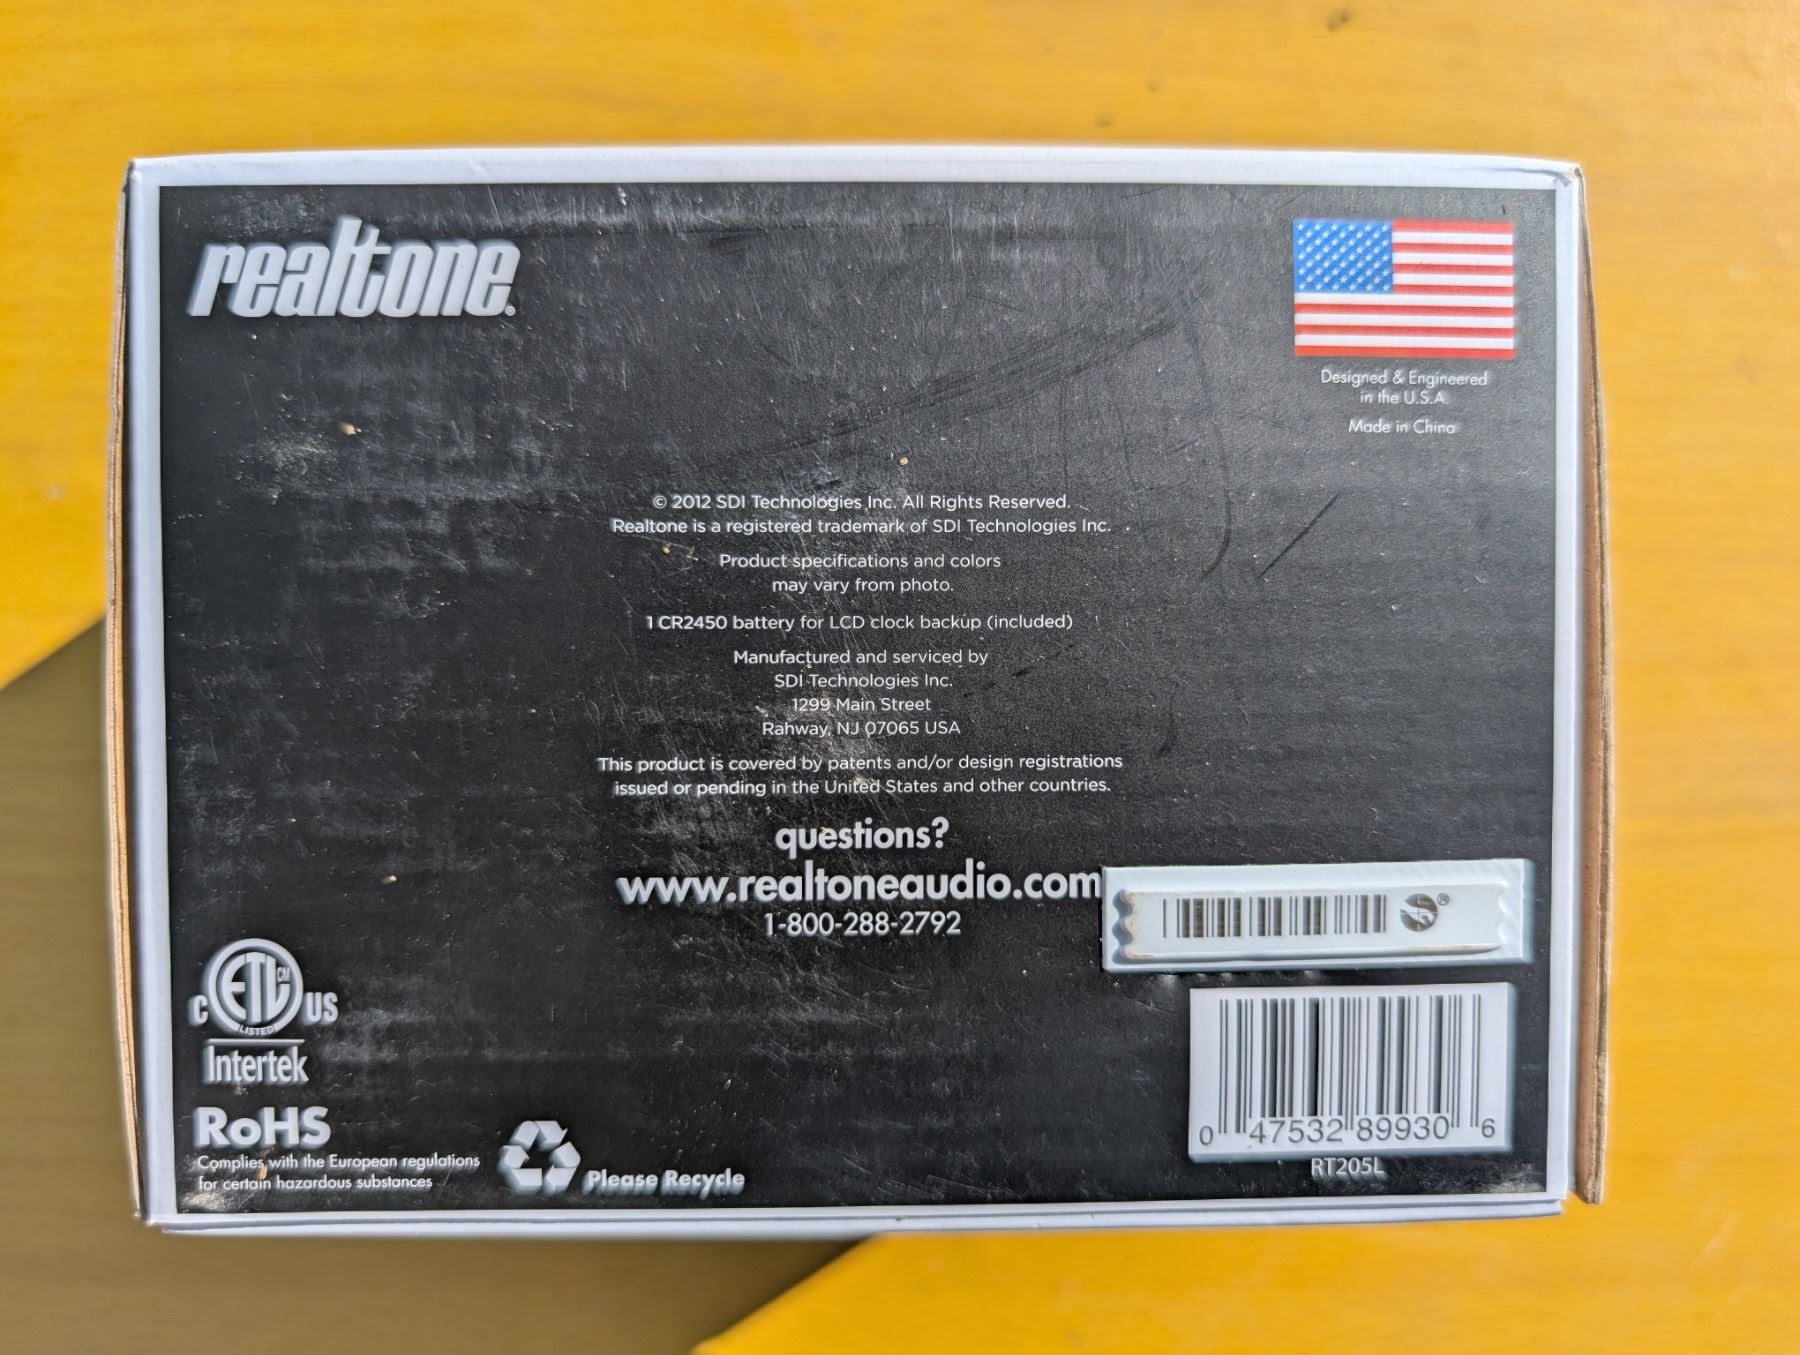 realtone®
Designed & Engineered
in the U.S.A.
Made in China
© 2012 SDI Technologies Inc. All Rights Reserved.
Realtone is a registered trademark of SDI Technologies Inc.
Product specifications and colors
may vary from photo.
1 CR2450 battery for LCD clock backup (included)
Manufactured and serviced by
SDI Technologies Inc.
1299 Main Street
Rahway, NJ 07065 USA
This product is covered by patents and/or design registrations
issued or pending in the United States and other countries.
questions?
www.realtoneaudio.com
1-800-288-2792
®
ETL CM
C US
LISTED
Intertek
RoHS
Complies with the European regulations
for certain hazardous substances
Please Recycle
0 47532 89930 6
RT205L